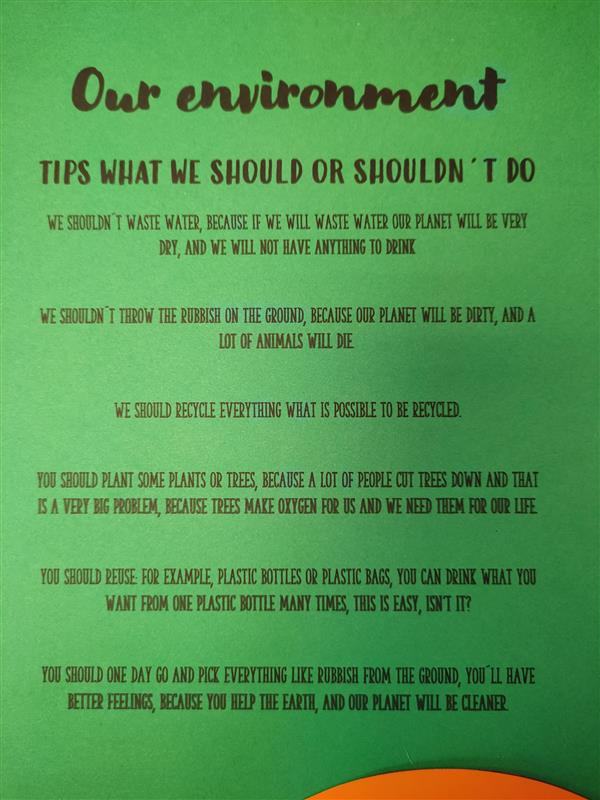 Our environment
TIPS WHAT WE SHOULD OR SHOULDN´T DO
WE SHOULDN´T WASTE WATER, BECAUSE IF WE WILL WASTE WATER OUR PLANET WILL BE VERY
DRY, AND WE WILL NOT HAVE ANYTHING TO DRINK
WE SHOULDN´T THROW THE RUBBISH ON THE GROUND, BECAUSE OUR PLANET WILL BE DIRTY, AND A
LOT OF ANIMALS WILL DIE.
WE SHOULD RECYCLE EVERYTHING WHAT IS POSSIBLE TO BE RECYCLED.
YOU SHOULD PLANT SOME PLANTS OR TREES, BECAUSE A LOT OF PEOPLE CUT TREES DOWN AND THAT
IS A VERY BIG PROBLEM, BECAUSE TREES MAKE OXYGEN FOR US AND WE NEED THEM FOR OUR LIFE.
YOU SHOULD REUSE: FOR EXAMPLE, PLASTIC BOTTLES OR PLASTIC BAGS, YOU CAN DRINK WHAT YOU
WANT FROM ONE PLASTIC BOTTLE MANY TIMES, THIS IS EASY, ISN'T IT?
YOU SHOULD ONE DAY GO AND PICK EVERYTHING LIKE RUBBISH FROM THE GROUND, YOU´LL HAVE
BETTER FEELINGS, BECAUSE YOU HELP THE EARTH, AND OUR PLANET WILL BE CLEANER.